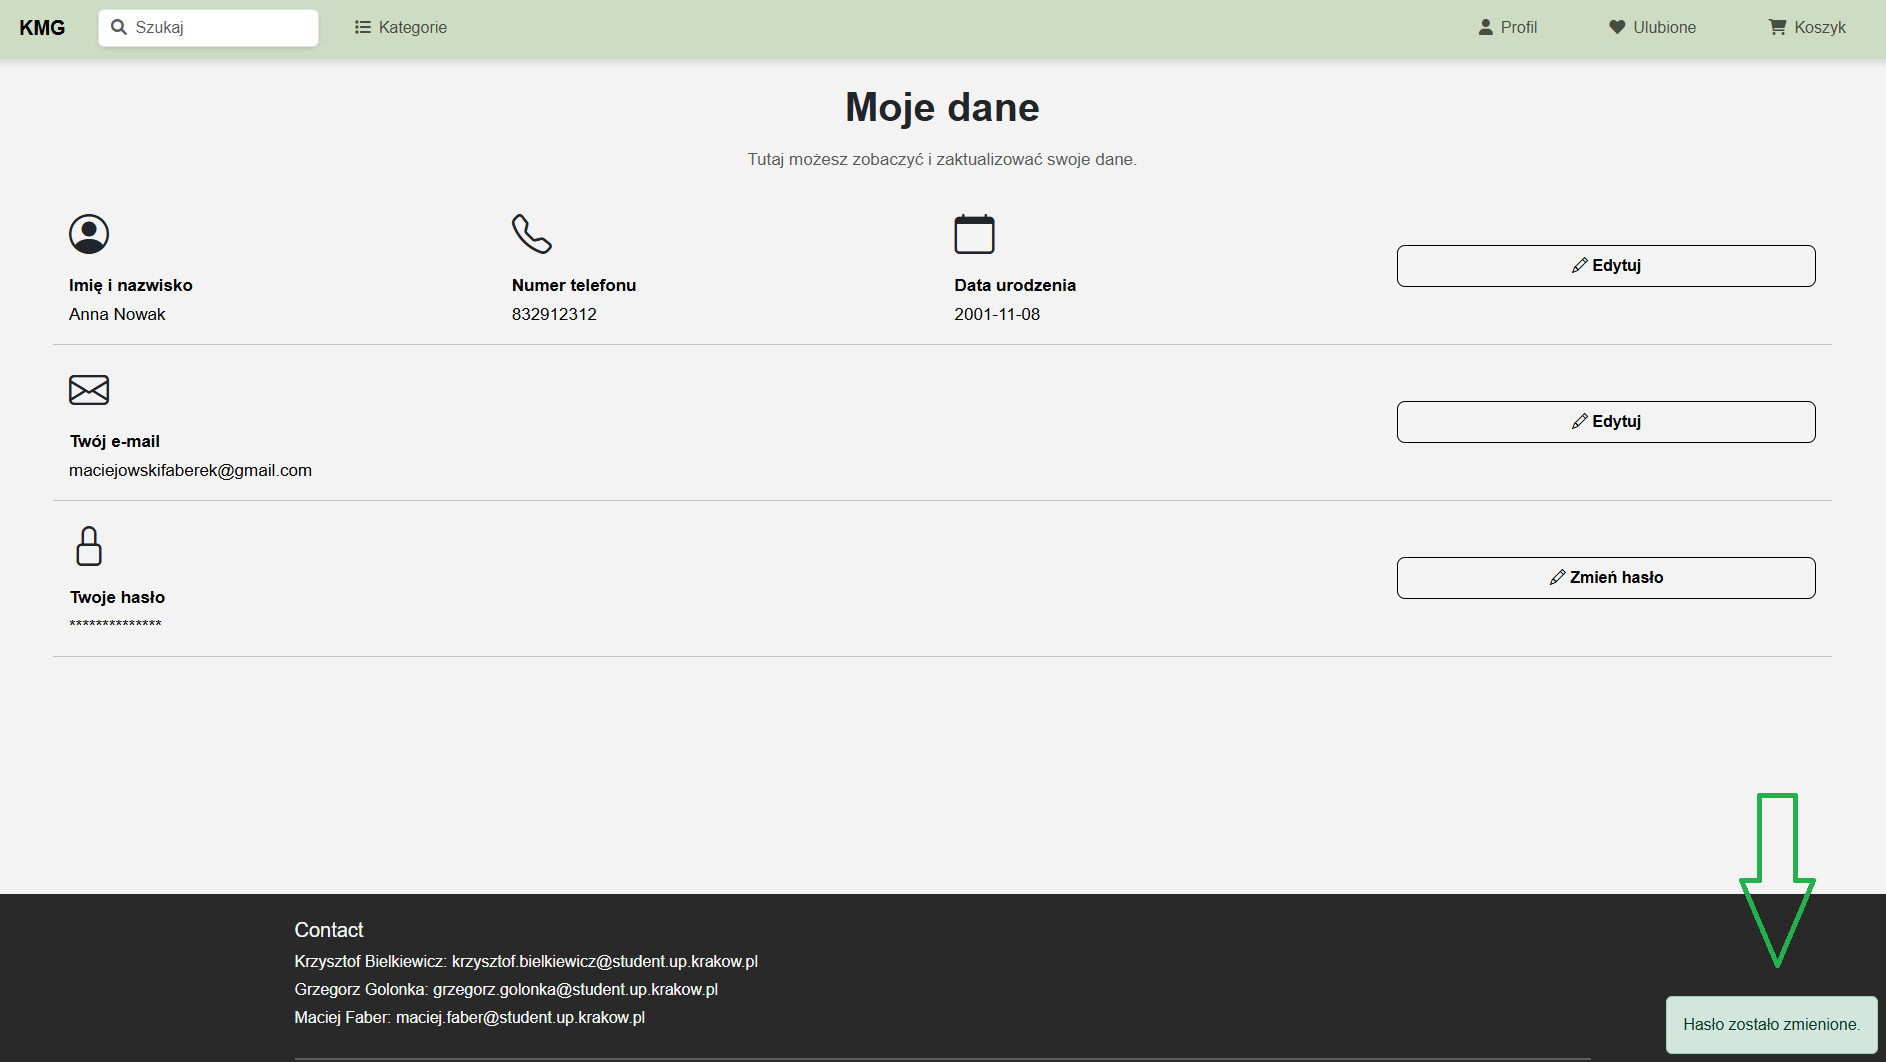 KMG
Szukaj
Kategorie
Profil
Ulubione
Koszyk
Moje dane
Tutaj możesz zobaczyć i zaktualizować swoje dane.
Imię i nazwisko
Anna Nowak
Numer telefonu
832912312
Data urodzenia
2001-11-08
Edytuj
Twój e-mail
maciejowskifaberek@gmail.com
Edytuj
Twoje hasło
**************
Zmień hasło
Contact
Krzysztof Bielkiewicz: krzysztof.bielkiewicz@student.up.krakow.pl
Grzegorz Golonka: grzegorz.golonka@student.up.krakow.pl
Maciej Faber: maciej.faber@student.up.krakow.pl
Hasło zostało zmienione.